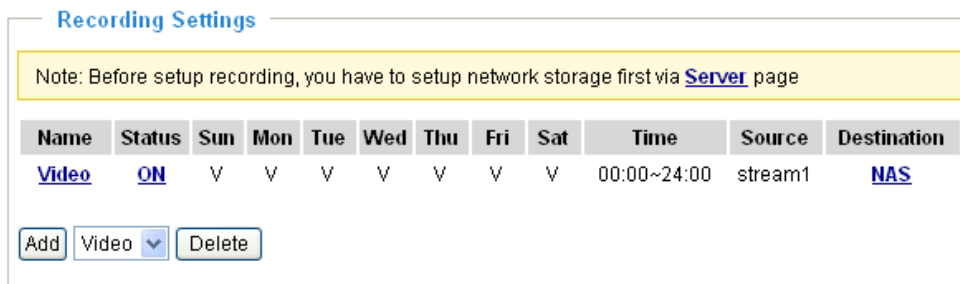 Recording Settings
Note: Before setup recording, you have to setup network storage first via Server page
Name Status Sun Mon Tue Wed Thu Fri Sat Time Source Destination
Video ON V V V V V V V 00:00~24:00 stream1 NAS
Add Video Delete